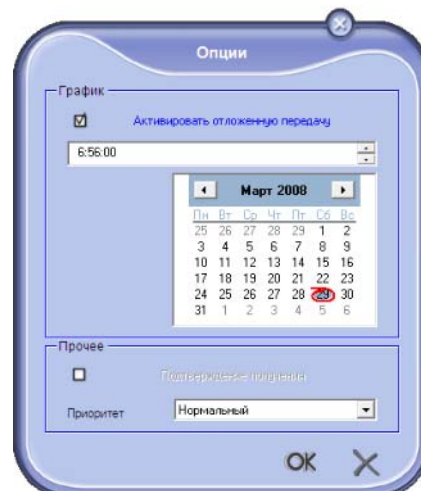 Опции
График
Активировать отложенную передачу
6:56:00
Март 2008
Пн Вт Ср Чт Пт Сб Вс
25 26 27 28 29 1 2
3 4 5 6 7 8 9
10 11 12 13 14 15 16
17 18 19 20 21 22 23
24 25 26 27 28 29 30
31 1 2 3 4 5 6
Прочее
Подтверждение получения
Приоритет Нормальный
OK